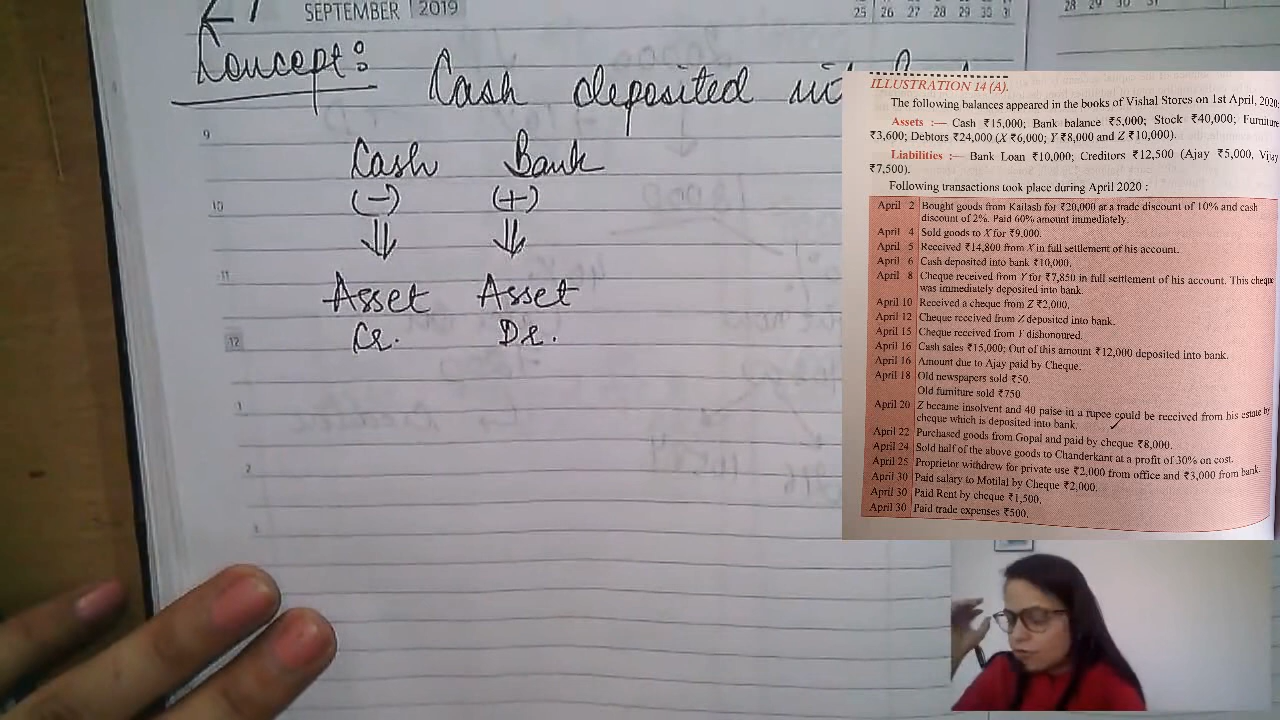 27
SEPTEMBER 2019
25 26 27 28 29 30 31
28 29 30 31
Concept:
Cash deposited into
9
Cash Bank
(-) (+)
10
11
Asset Asset
Cr. Dr.
12
1
2
ILLUSTRATION 14 (A).
The following balances appeared in the books of Vishal Stores on 1st April, 2020
Assets :— Cash ₹15,000; Bank balance ₹5,000; Stock ₹40,000; Furniture
₹3,600; Debtors ₹24,000 (X ₹6,000; Y ₹8,000 and Z ₹10,000).
Liabilities :— Bank Loan ₹10,000; Creditors ₹12,500 (Ajay ₹5,000, Vijay
₹7,500).
Following transactions took place during April 2020 :
April 2 Bought goods from Kailash for ₹20,000 at a trade discount of 10% and cash
discount of 2%. Paid 60% amount immediately.
April 4 Sold goods to X for ₹9,000.
April 5 Received ₹14,800 from X in full settlement of his account.
April 6 Cash deposited into bank ₹10,000.
April 8 Cheque received from Y for ₹7,850 in full settlement of his account. This cheque
was immediately deposited into bank.
April 10 Received a cheque from Z ₹2,000.
April 12 Cheque received from Z deposited into bank.
April 15 Cheque received from Y dishonoured.
April 16 Cash sales ₹15,000; Out of this amount ₹12,000 deposited into bank.
April 16 Amount due to Ajay paid by Cheque.
April 18 Old newspapers sold ₹50.
Old furniture sold ₹750
April 20 Z became insolvent and 40 paise in a rupee could be received from his estate by
cheque which is deposited into bank.
April 22 Purchased goods from Gopal and paid by cheque ₹8,000.
April 24 Sold half of the above goods to Chanderkant at a profit of 30% on cost.
April 25 Proprietor withdrew for private use ₹2,000 from office and ₹3,000 from bank.
April 30 Paid salary to Motilal by Cheque ₹2,000.
April 30 Paid Rent by cheque ₹1,500.
April 30 Paid trade expenses ₹500.